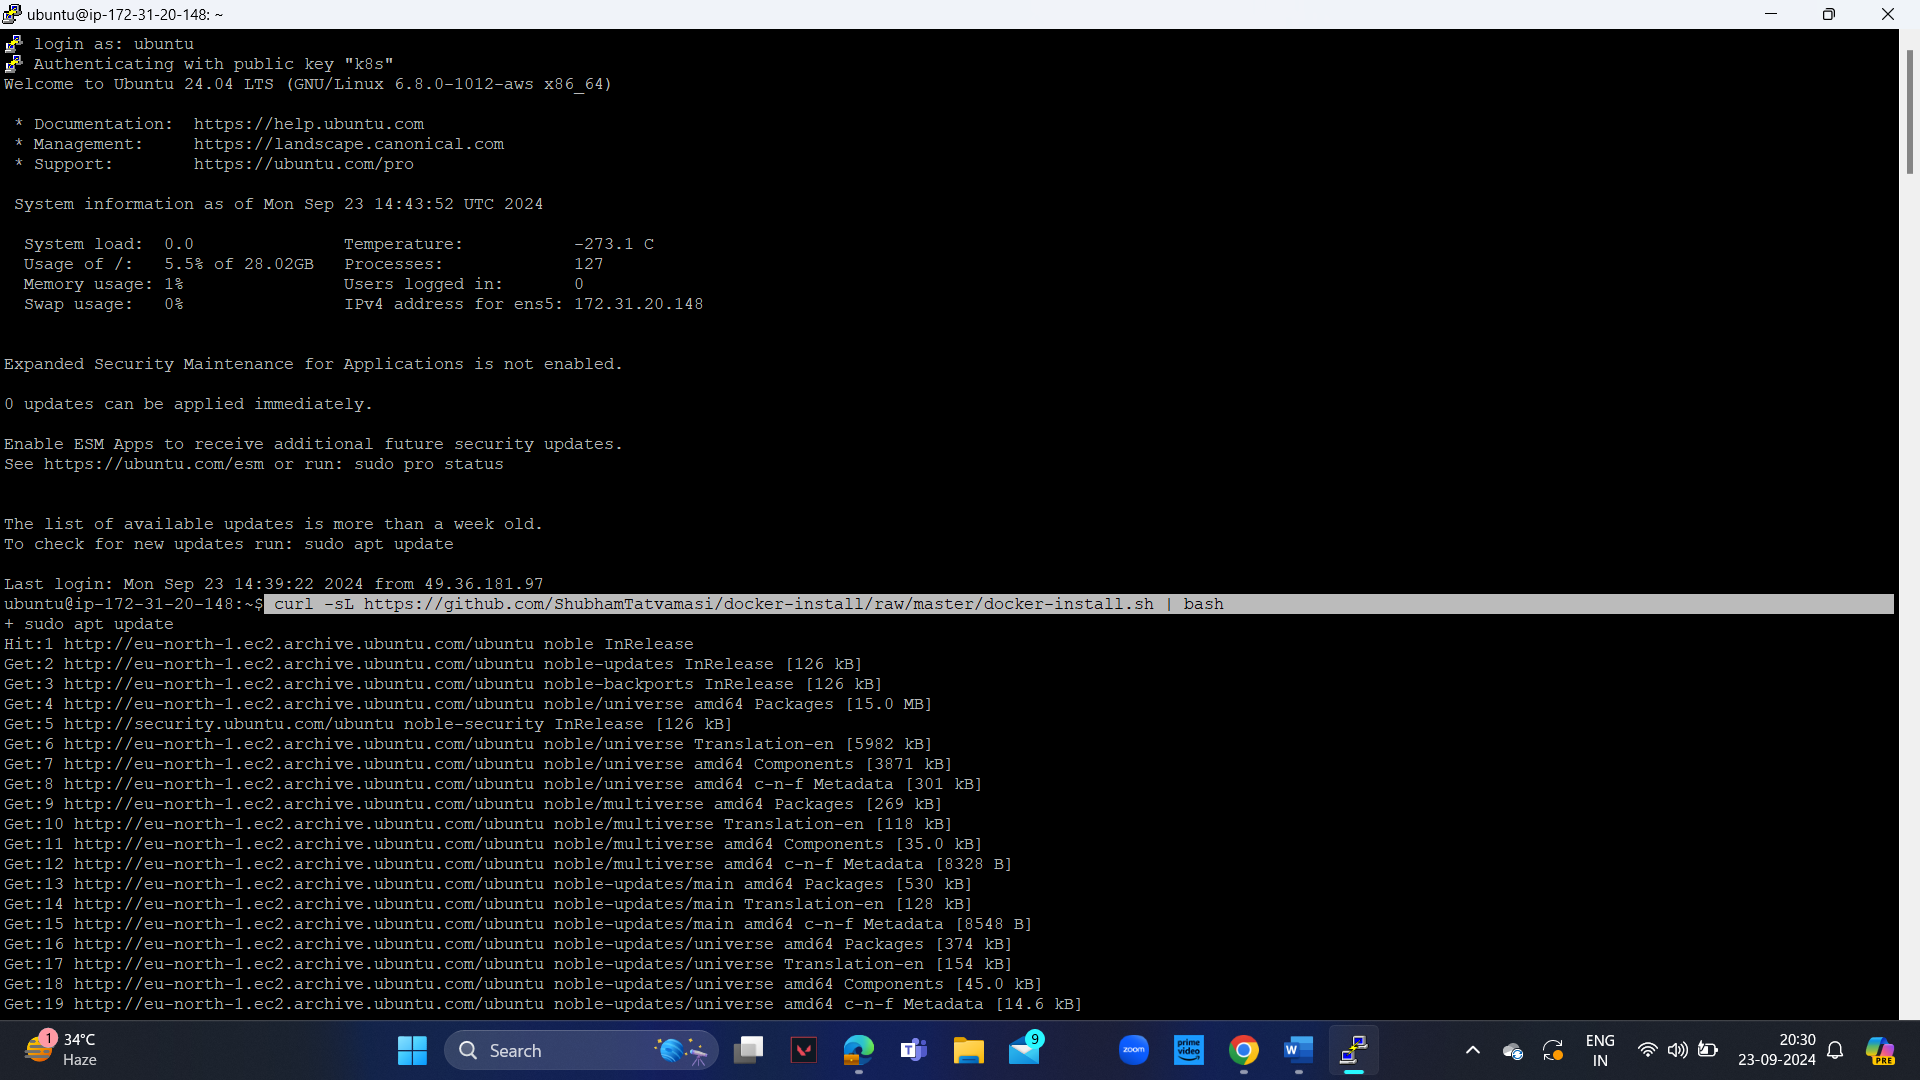 ubuntu@ip-172-31-20-148: ~
login as: ubuntu
Authenticating with public key "k8s"
Welcome to Ubuntu 24.04 LTS (GNU/Linux 6.8.0-1012-aws x86_64)
* Documentation:  https://help.ubuntu.com
* Management:     https://landscape.canonical.com
* Support:        https://ubuntu.com/pro
System information as of Mon Sep 23 14:43:52 UTC 2024
System load:  0.0               Temperature:           -273.1 C
Usage of /:   5.5% of 28.02GB   Processes:             127
Memory usage: 1%                Users logged in:       0
Swap usage:   0%                IPv4 address for ens5: 172.31.20.148
Expanded Security Maintenance for Applications is not enabled.
0 updates can be applied immediately.
Enable ESM Apps to receive additional future security updates.
See https://ubuntu.com/esm or run: sudo pro status
The list of available updates is more than a week old.
To check for new updates run: sudo apt update
Last login: Mon Sep 23 14:39:22 2024 from 49.36.181.97
ubuntu@ip-172-31-20-148:~$ curl -sL https://github.com/ShubhamTatvamasi/docker-install/raw/master/docker-install.sh | bash
+ sudo apt update
Hit:1 http://eu-north-1.ec2.archive.ubuntu.com/ubuntu noble InRelease
Get:2 http://eu-north-1.ec2.archive.ubuntu.com/ubuntu noble-updates InRelease [126 kB]
Get:3 http://eu-north-1.ec2.archive.ubuntu.com/ubuntu noble-backports InRelease [126 kB]
Get:4 http://eu-north-1.ec2.archive.ubuntu.com/ubuntu noble/universe amd64 Packages [15.0 MB]
Get:5 http://security.ubuntu.com/ubuntu noble-security InRelease [126 kB]
Get:6 http://eu-north-1.ec2.archive.ubuntu.com/ubuntu noble/universe Translation-en [5982 kB]
Get:7 http://eu-north-1.ec2.archive.ubuntu.com/ubuntu noble/universe amd64 Components [3871 kB]
Get:8 http://eu-north-1.ec2.archive.ubuntu.com/ubuntu noble/universe amd64 c-n-f Metadata [301 kB]
Get:9 http://eu-north-1.ec2.archive.ubuntu.com/ubuntu noble/multiverse amd64 Packages [269 kB]
Get:10 http://eu-north-1.ec2.archive.ubuntu.com/ubuntu noble/multiverse Translation-en [118 kB]
Get:11 http://eu-north-1.ec2.archive.ubuntu.com/ubuntu noble/multiverse amd64 Components [35.0 kB]
Get:12 http://eu-north-1.ec2.archive.ubuntu.com/ubuntu noble/multiverse amd64 c-n-f Metadata [8328 B]
Get:13 http://eu-north-1.ec2.archive.ubuntu.com/ubuntu noble-updates/main amd64 Packages [530 kB]
Get:14 http://eu-north-1.ec2.archive.ubuntu.com/ubuntu noble-updates/main Translation-en [128 kB]
Get:15 http://eu-north-1.ec2.archive.ubuntu.com/ubuntu noble-updates/main amd64 c-n-f Metadata [8548 B]
Get:16 http://eu-north-1.ec2.archive.ubuntu.com/ubuntu noble-updates/universe amd64 Packages [374 kB]
Get:17 http://eu-north-1.ec2.archive.ubuntu.com/ubuntu noble-updates/universe Translation-en [154 kB]
Get:18 http://eu-north-1.ec2.archive.ubuntu.com/ubuntu noble-updates/universe amd64 Components [45.0 kB]
Get:19 http://eu-north-1.ec2.archive.ubuntu.com/ubuntu noble-updates/universe amd64 c-n-f Metadata [14.6 kB]
1
34°C
Haze
Search
9
zoom
prime video
ENG
IN
20:30
23-09-2024
PRE